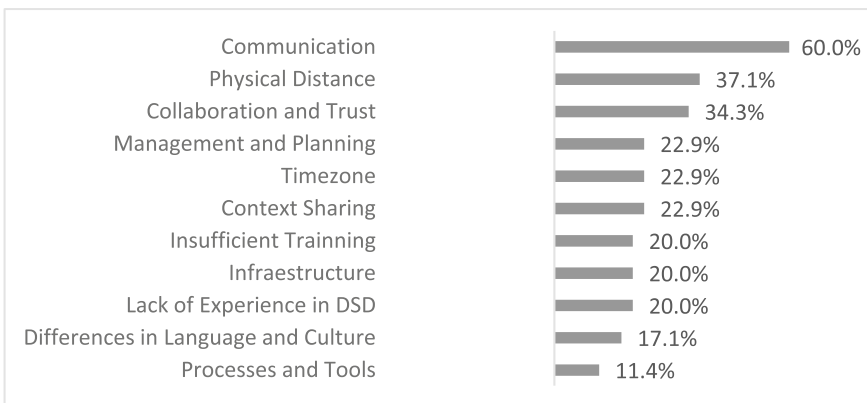 Communication 60.0%
Physical Distance 37.1%
Collaboration and Trust 34.3%
Management and Planning 22.9%
Timezone 22.9%
Context Sharing 22.9%
Insufficient Trainning 20.0%
Infraestructure 20.0%
Lack of Experience in DSD 20.0%
Differences in Language and Culture 17.1%
Processes and Tools 11.4%